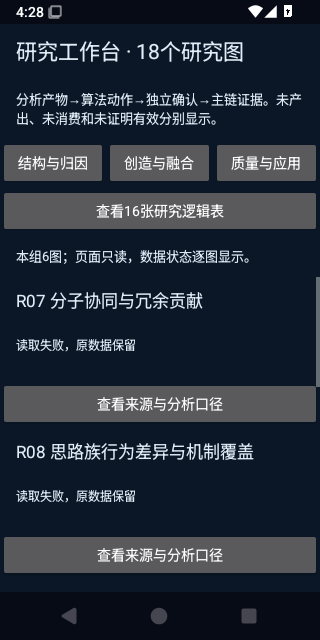 4:28
研究工作台 · 18个研究图
分析产物→算法动作→独立确认→主链证据。未产
出、未消费和未证明有效分别显示。
结构与归因
创造与融合
质量与应用
查看16张研究逻辑表
本组6图；页面只读，数据状态逐图显示。
R07 分子协同与冗余贡献
读取失败，原数据保留
查看来源与分析口径
R08 思路族行为差异与机制覆盖
读取失败，原数据保留
查看来源与分析口径